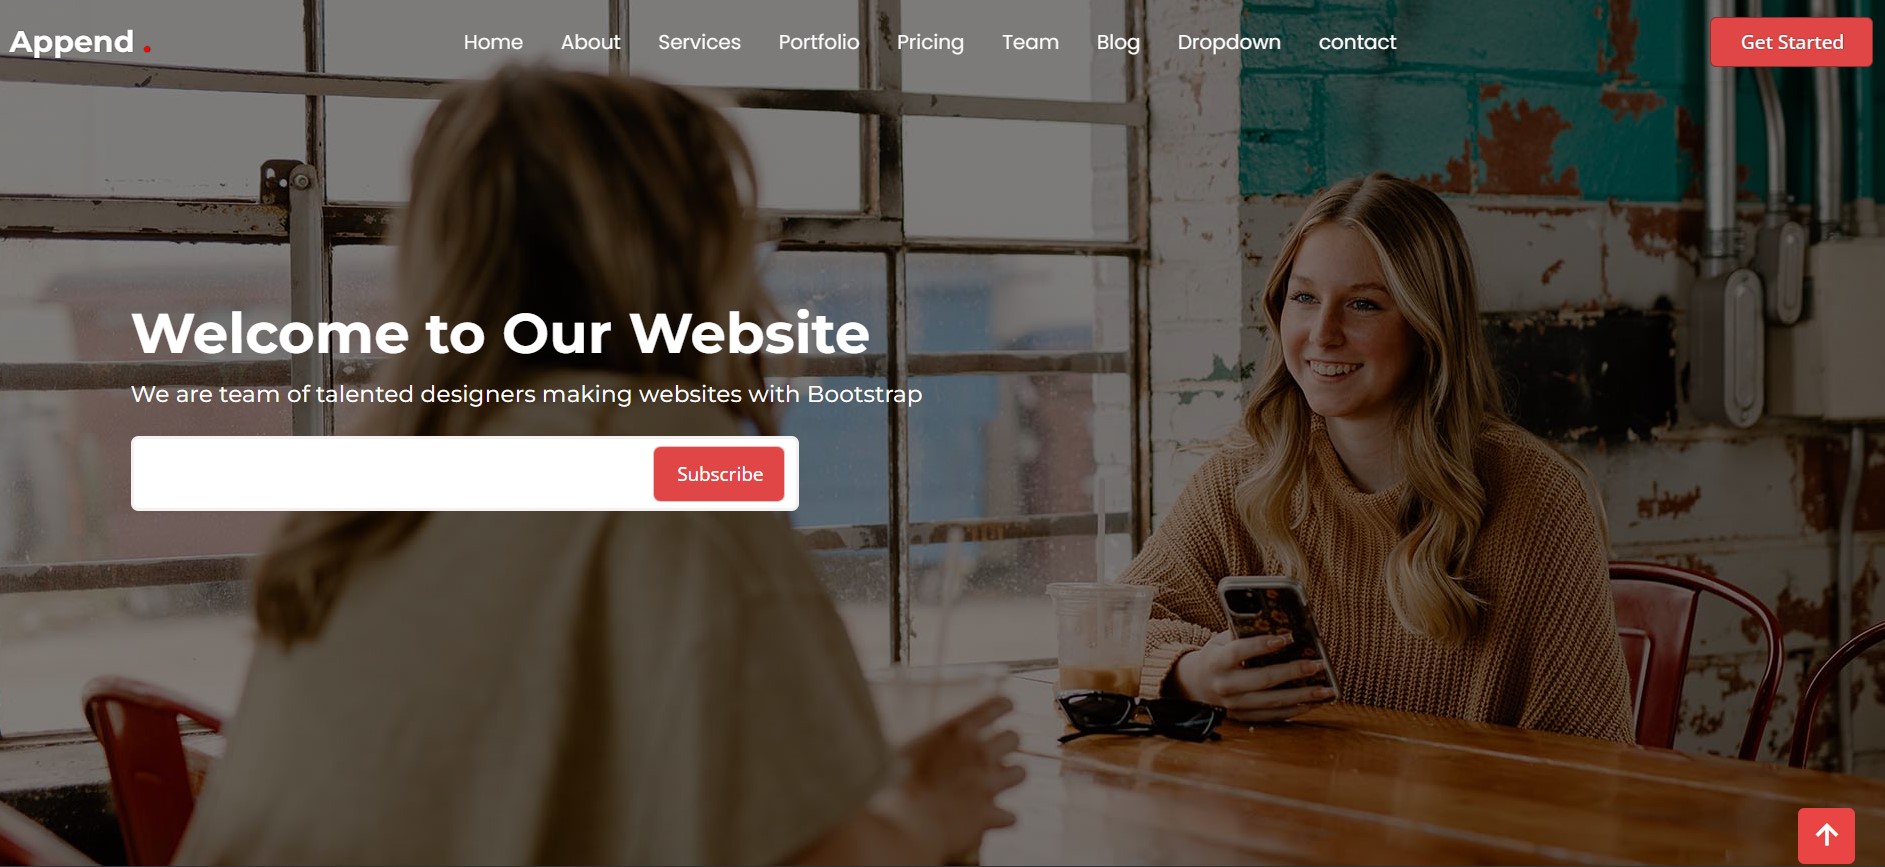 Append .
Home About Services Portfolio Pricing Team Blog Dropdown contact
Get Started
Welcome to Our Website
We are team of talented designers making websites with Bootstrap
Subscribe